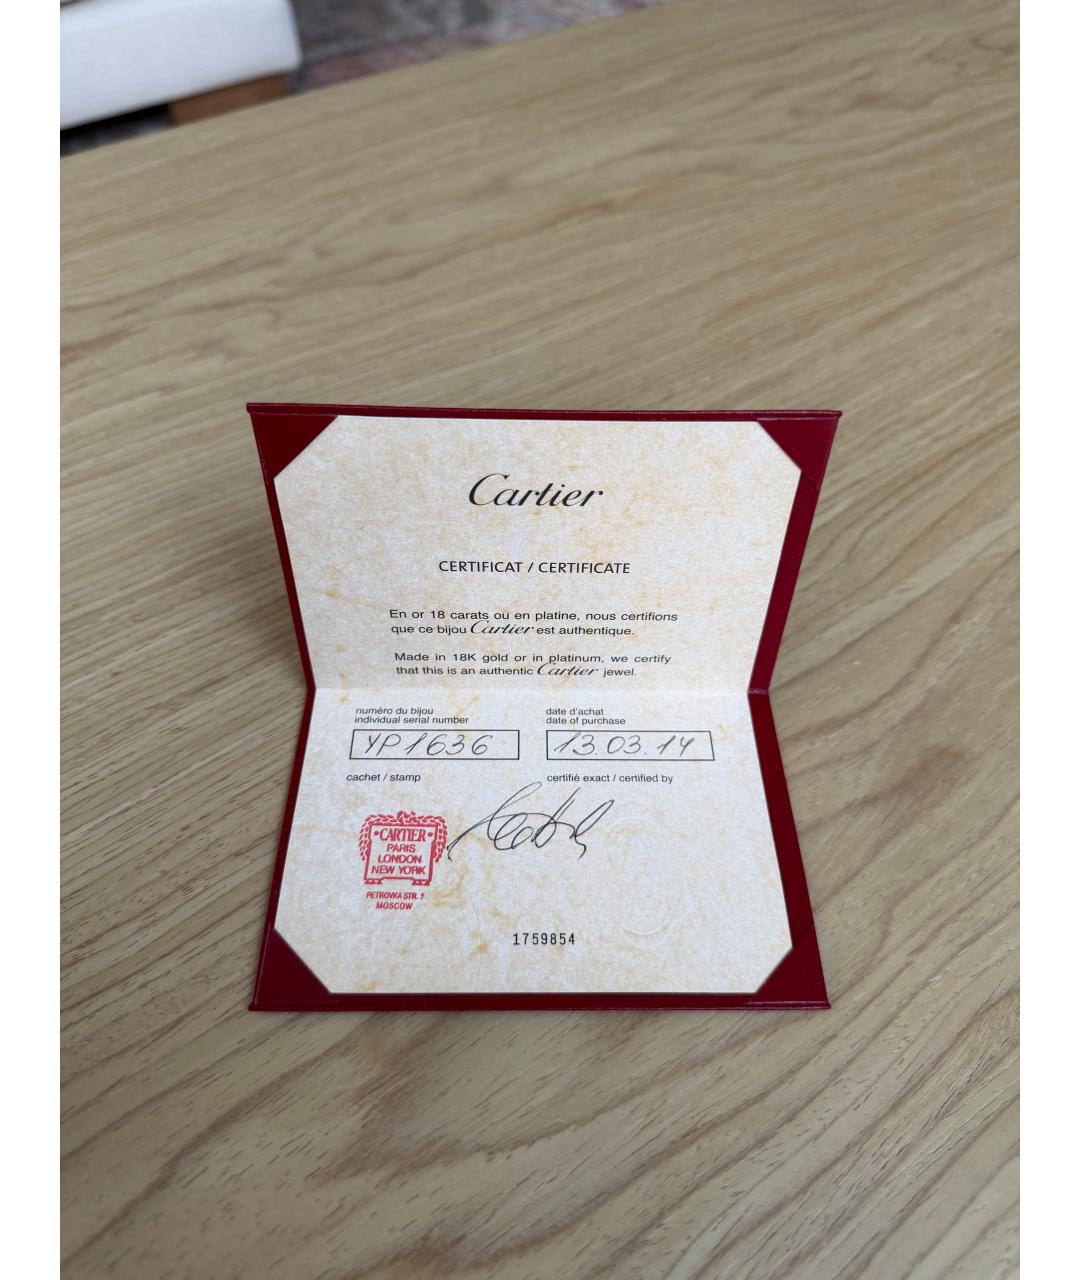 Cartier
CERTIFICAT / CERTIFICATE
En or 18 carats ou en platine, nous certifions
que ce bijou Cartier est authentique.
Made in 18K gold or in platinum, we certify
that this is an authentic Cartier jewel.
numéro du bijou
individual serial number
YP1636
date d'achat
date of purchase
13.03.14
cachet / stamp
certifié exact / certified by
•CARTIER•
PARIS
LONDON
NEW YORK
PETROVKA STR. 5
MOSCOW
1759854